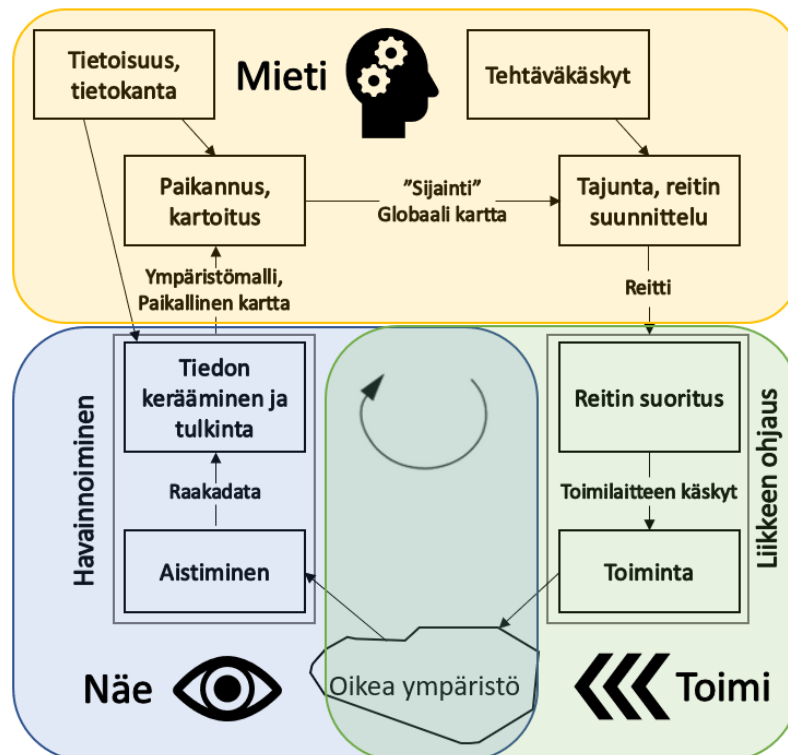 Tietoisuus,
tietokanta
Mieti
Tehtäväkäskyt
Paikannus,
kartoitus
”Sijainti”
Globaali kartta
Tajunta, reitin
suunnittelu
Ympäristömalli,
Paikallinen kartta
Reitti
Havainnoiminen
Tiedon
kerääminen ja
tulkinta
Raakadata
Aistiminen
Reitin suoritus
Toimilaitteen käskyt
Toiminta
Liikkeen ohjaus
Näe
Oikea ympäristö
Toimi